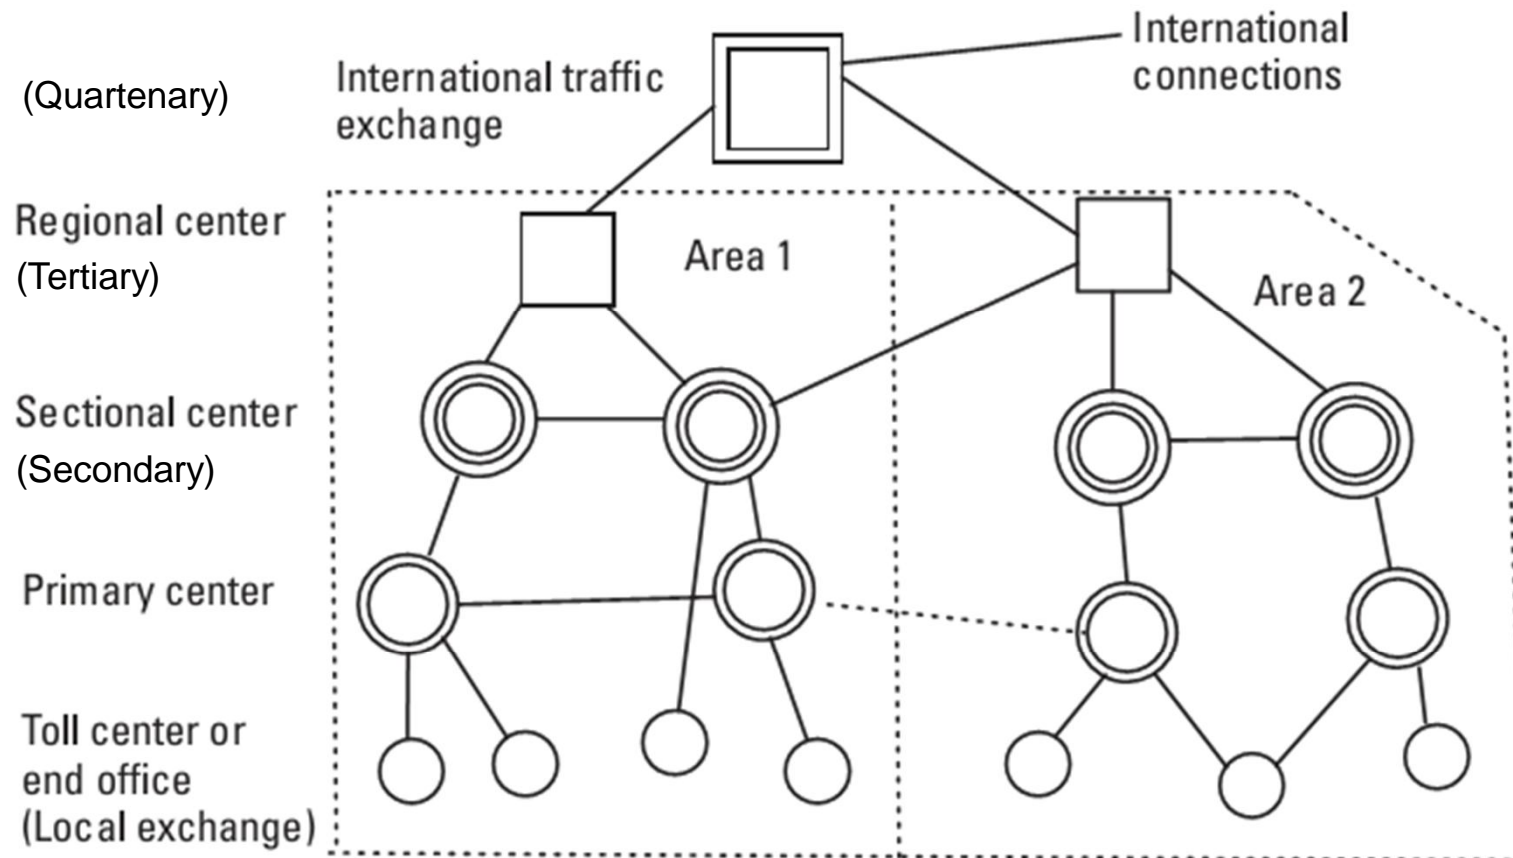 International
connections
(Quartenary)
International traffic
exchange
Regional center
(Tertiary)
Area 1
Area 2
Sectional center
(Secondary)
Primary center
Toll center or
end office
(Local exchange)